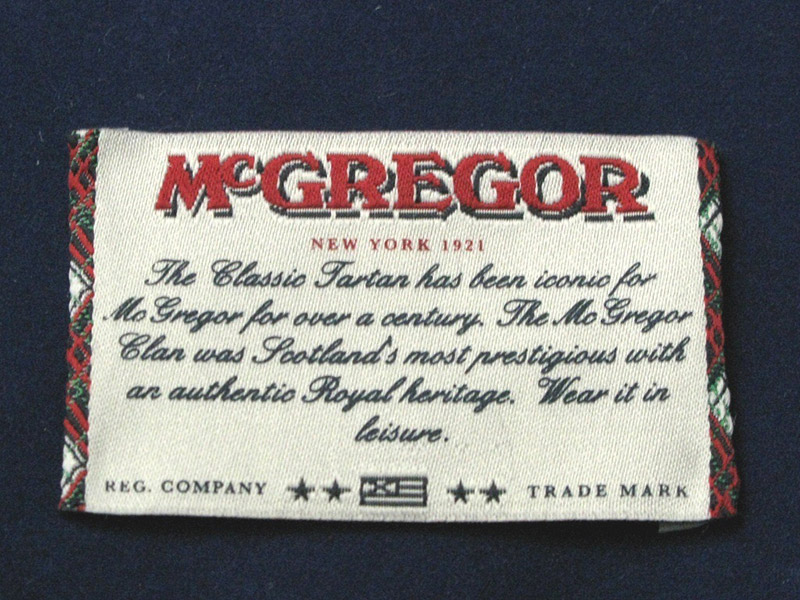 McGREGOR
NEW YORK 1921
The Classic Tartan has been iconic for
McGregor for over a century. The McGregor
Clan was Scotland's most prestigious with
an authentic Royal heritage. Wear it in
leisure.
REG. COMPANY TRADE MARK